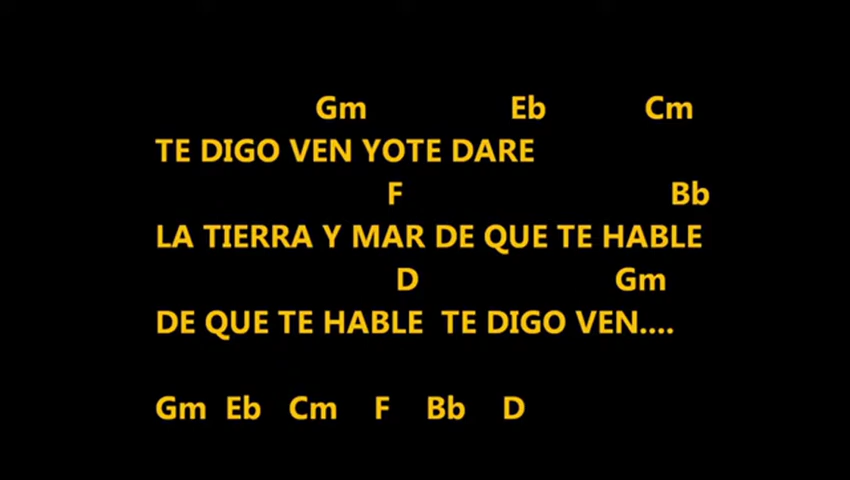 Gm Eb Cm
TE DIGO VEN YOTE DARE
F Bb
LA TIERRA Y MAR DE QUE TE HABLE
D Gm
DE QUE TE HABLE TE DIGO VEN....
Gm Eb Cm F Bb D